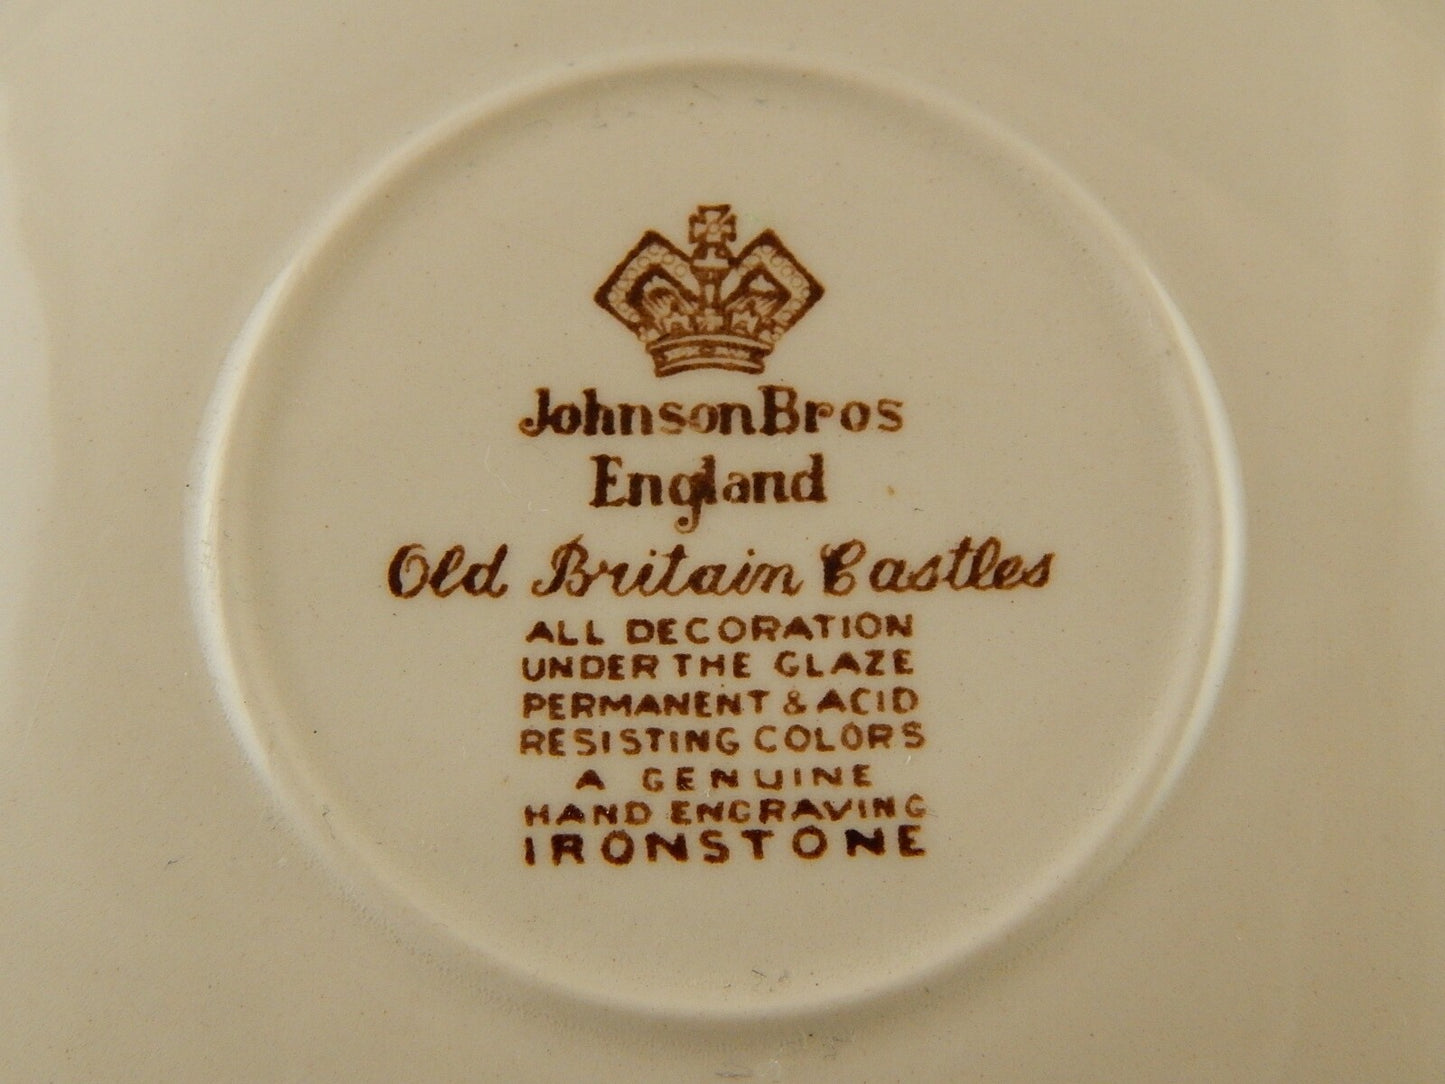 Johnson Bros
England
Old Britain Castles
ALL DECORATION
UNDER THE GLAZE
PERMANENT & ACID
RESISTING COLORS
A GENUINE
HAND ENGRAVING
IRONSTONE